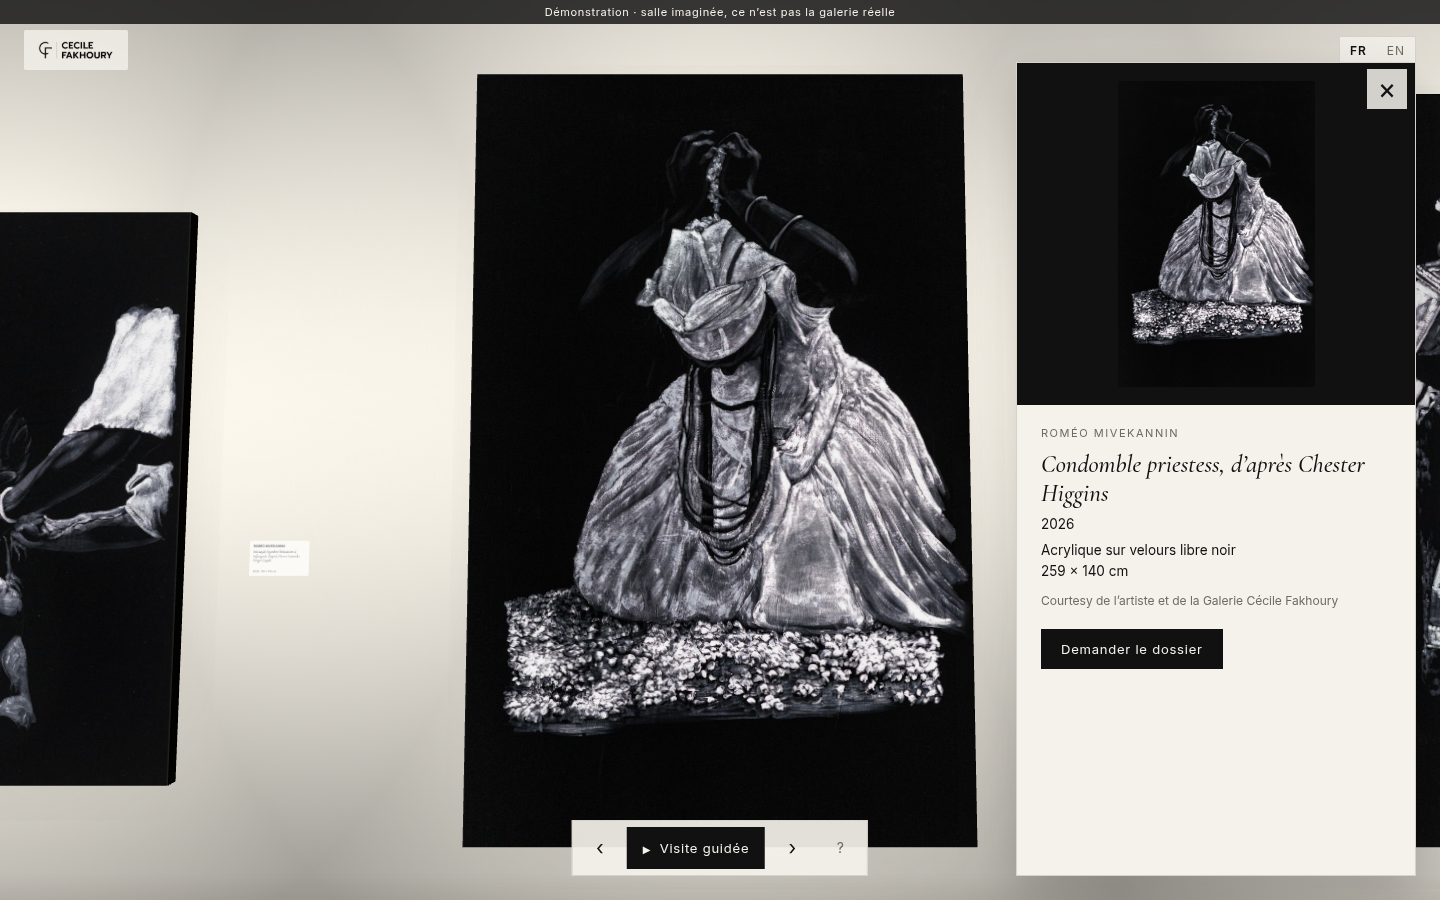 Démonstration · salle imaginée, ce n’est pas la galerie réelle
CECILE
FAKHOURY
FR EN
ROMÉO MIVEKANNIN
Condomble priestess, d’après Chester
Higgins
2026
Acrylique sur velours libre noir
259 × 140 cm
Courtesy de l’artiste et de la Galerie Cécile Fakhoury
Demander le dossier
‹ ▶ Visite guidée › ?